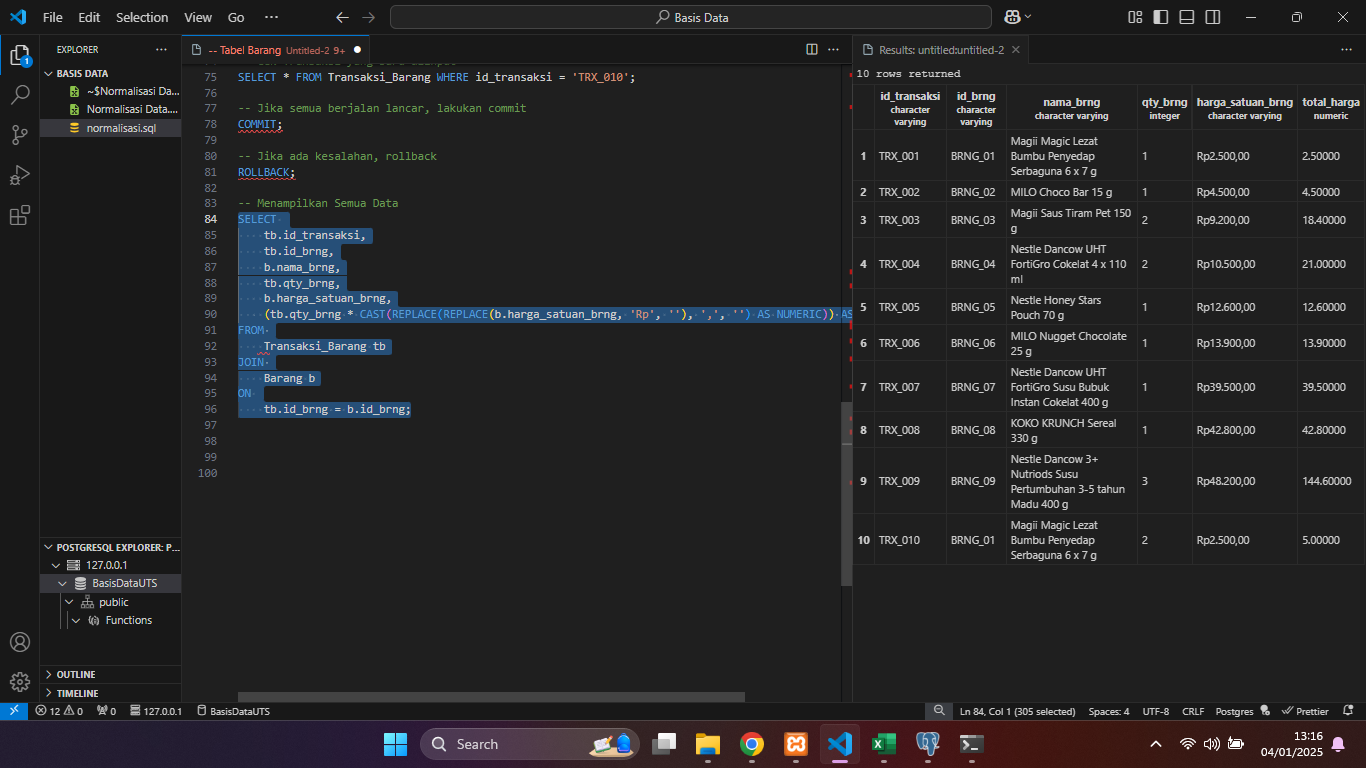 File Edit Selection View Go ···
Basis Data
EXPLORER ···
BASIS DATA
~$Normalisasi Da...
Normalisasi Data....
normalisasi.sql
1
-- Tabel Barang Untitled-2 9+
75 SELECT * FROM Transaksi_Barang WHERE id_transaksi = 'TRX_010';
76
77 -- Jika semua berjalan lancar, lakukan commit
78 COMMIT;
79
80 -- Jika ada kesalahan, rollback
81 ROLLBACK;
82
83 -- Menampilkan Semua Data
84 SELECT
85 tb.id_transaksi,
86 tb.id_brng,
87 b.nama_brng,
88 tb.qty_brng,
89 b.harga_satuan_brng,
90 (tb.qty_brng * CAST(REPLACE(REPLACE(b.harga_satuan_brng, 'Rp', ''), ',', '') AS NUMERIC)) AS
91 FROM
92 Transaksi_Barang tb
93 JOIN
94 Barang b
95 ON
96 tb.id_brng = b.id_brng;
97
98
99
100
Results: untitled:untitled-2
10 rows returned
id_transaksi character varying id_brng character varying nama_brng character varying qty_brng integer harga_satuan_brng character varying total_harga numeric
1 TRX_001 BRNG_01 Magii Magic Lezat Bumbu Penyedap Serbaguna 6 x 7 g 1 Rp2.500,00 2.50000
2 TRX_002 BRNG_02 MILO Choco Bar 15 g 1 Rp4.500,00 4.50000
3 TRX_003 BRNG_03 Magii Saus Tiram Pet 150 g 2 Rp9.200,00 18.40000
4 TRX_004 BRNG_04 Nestle Dancow UHT FortiGro Cokelat 4 x 110 ml 2 Rp10.500,00 21.00000
5 TRX_005 BRNG_05 Nestle Honey Stars Pouch 70 g 1 Rp12.600,00 12.60000
6 TRX_006 BRNG_06 MILO Nugget Chocolate 25 g 1 Rp13.900,00 13.90000
7 TRX_007 BRNG_07 Nestle Dancow UHT FortiGro Susu Bubuk Instan Cokelat 400 g 1 Rp39.500,00 39.50000
8 TRX_008 BRNG_08 KOKO KRUNCH Sereal 330 g 1 Rp42.800,00 42.80000
9 TRX_009 BRNG_09 Nestle Dancow 3+ Nutriods Susu Pertumbuhan 3-5 tahun Madu 400 g 3 Rp48.200,00 144.60000
10 TRX_010 BRNG_01 Magii Magic Lezat Bumbu Penyedap Serbaguna 6 x 7 g 2 Rp2.500,00 5.00000
POSTGRESQL EXPLORER: P...
127.0.0.1
BasisDataUTS
public
Functions
OUTLINE
TIMELINE
12 0 0 127.0.0.1 BasisDataUTS
Ln 84, Col 1 (305 selected) Spaces: 4 UTF-8 CRLF Postgres Prettier
Search
13:16
04/01/2025